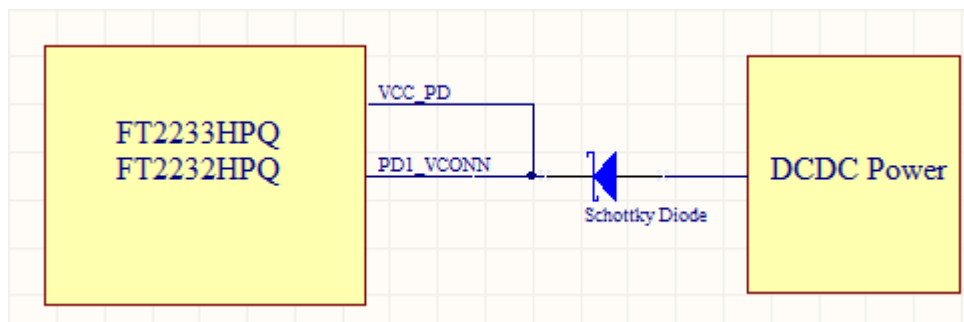 VCC_PD
FT2233HPQ
FT2232HPQ
PD1_VCONN
DCDC Power
Schottky Diode